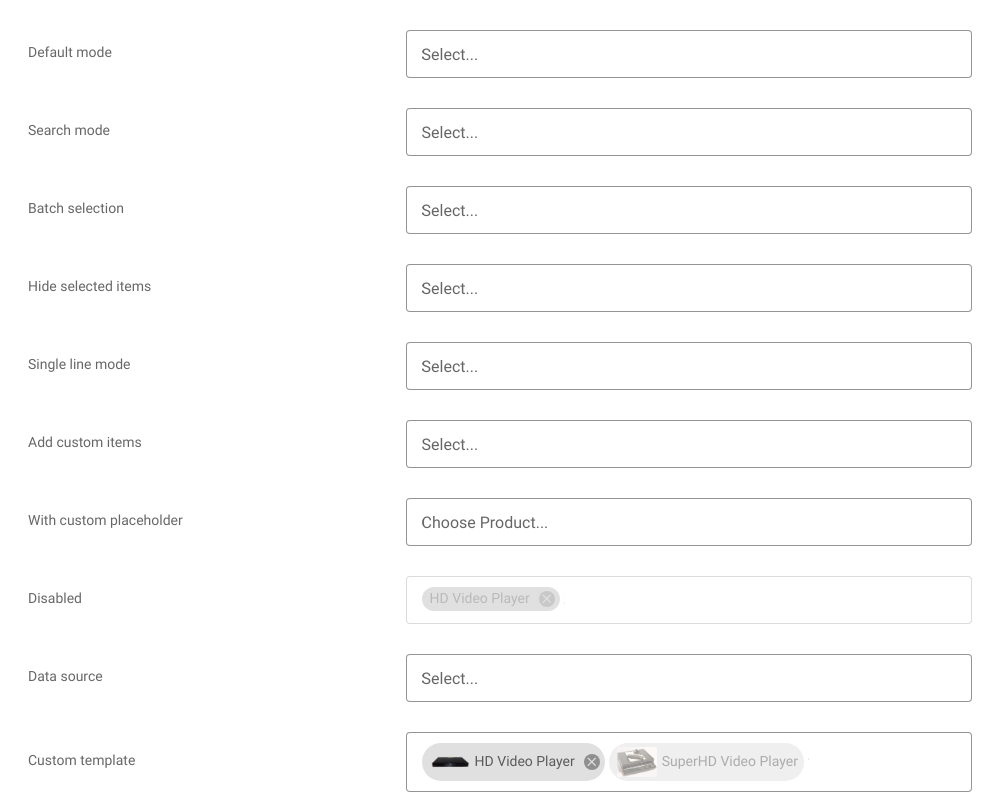 Default mode
Select...
Search mode
Select...
Batch selection
Select...
Hide selected items
Select...
Single line mode
Select...
Add custom items
Select...
With custom placeholder
Choose Product...
Disabled
HD Video Player
Data source
Select...
Custom template
HD Video Player
SuperHD Video Player